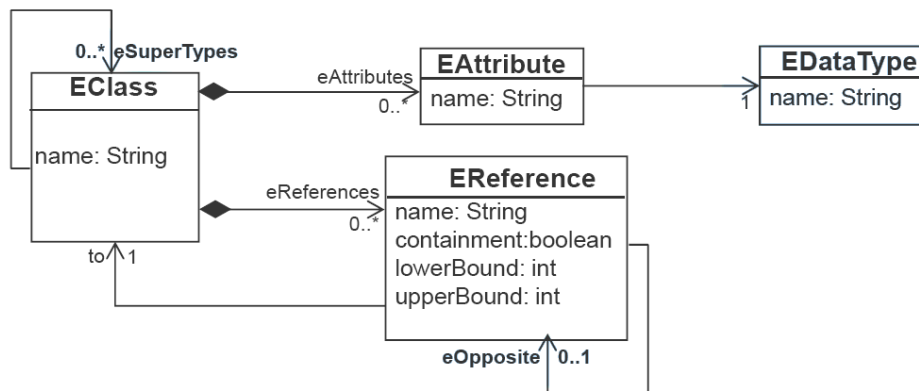 0..* eSuperTypes
EClass
name: String
eAttributes
0..*
EAttribute
name: String
1
EDataType
name: String
eReferences
0..*
EReference
name: String
containment:boolean
lowerBound: int
upperBound: int
to 1
eOpposite 0..1